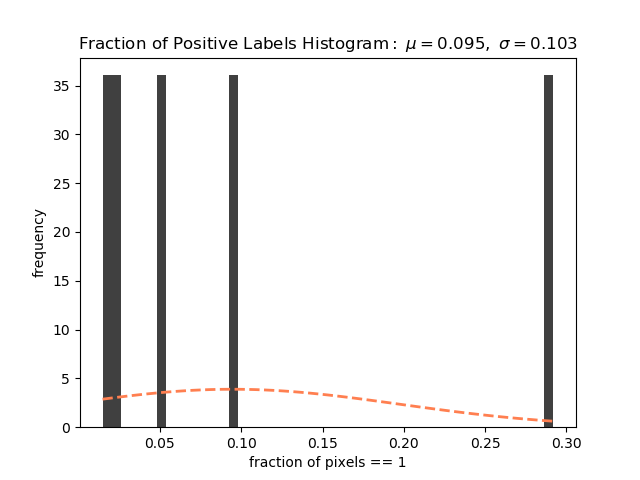 Fraction of Positive Labels Histogram: μ = 0.095, σ = 0.103
35
30
25
20
15
10
5
0
frequency
0.05 0.10 0.15 0.20 0.25 0.30
fraction of pixels == 1